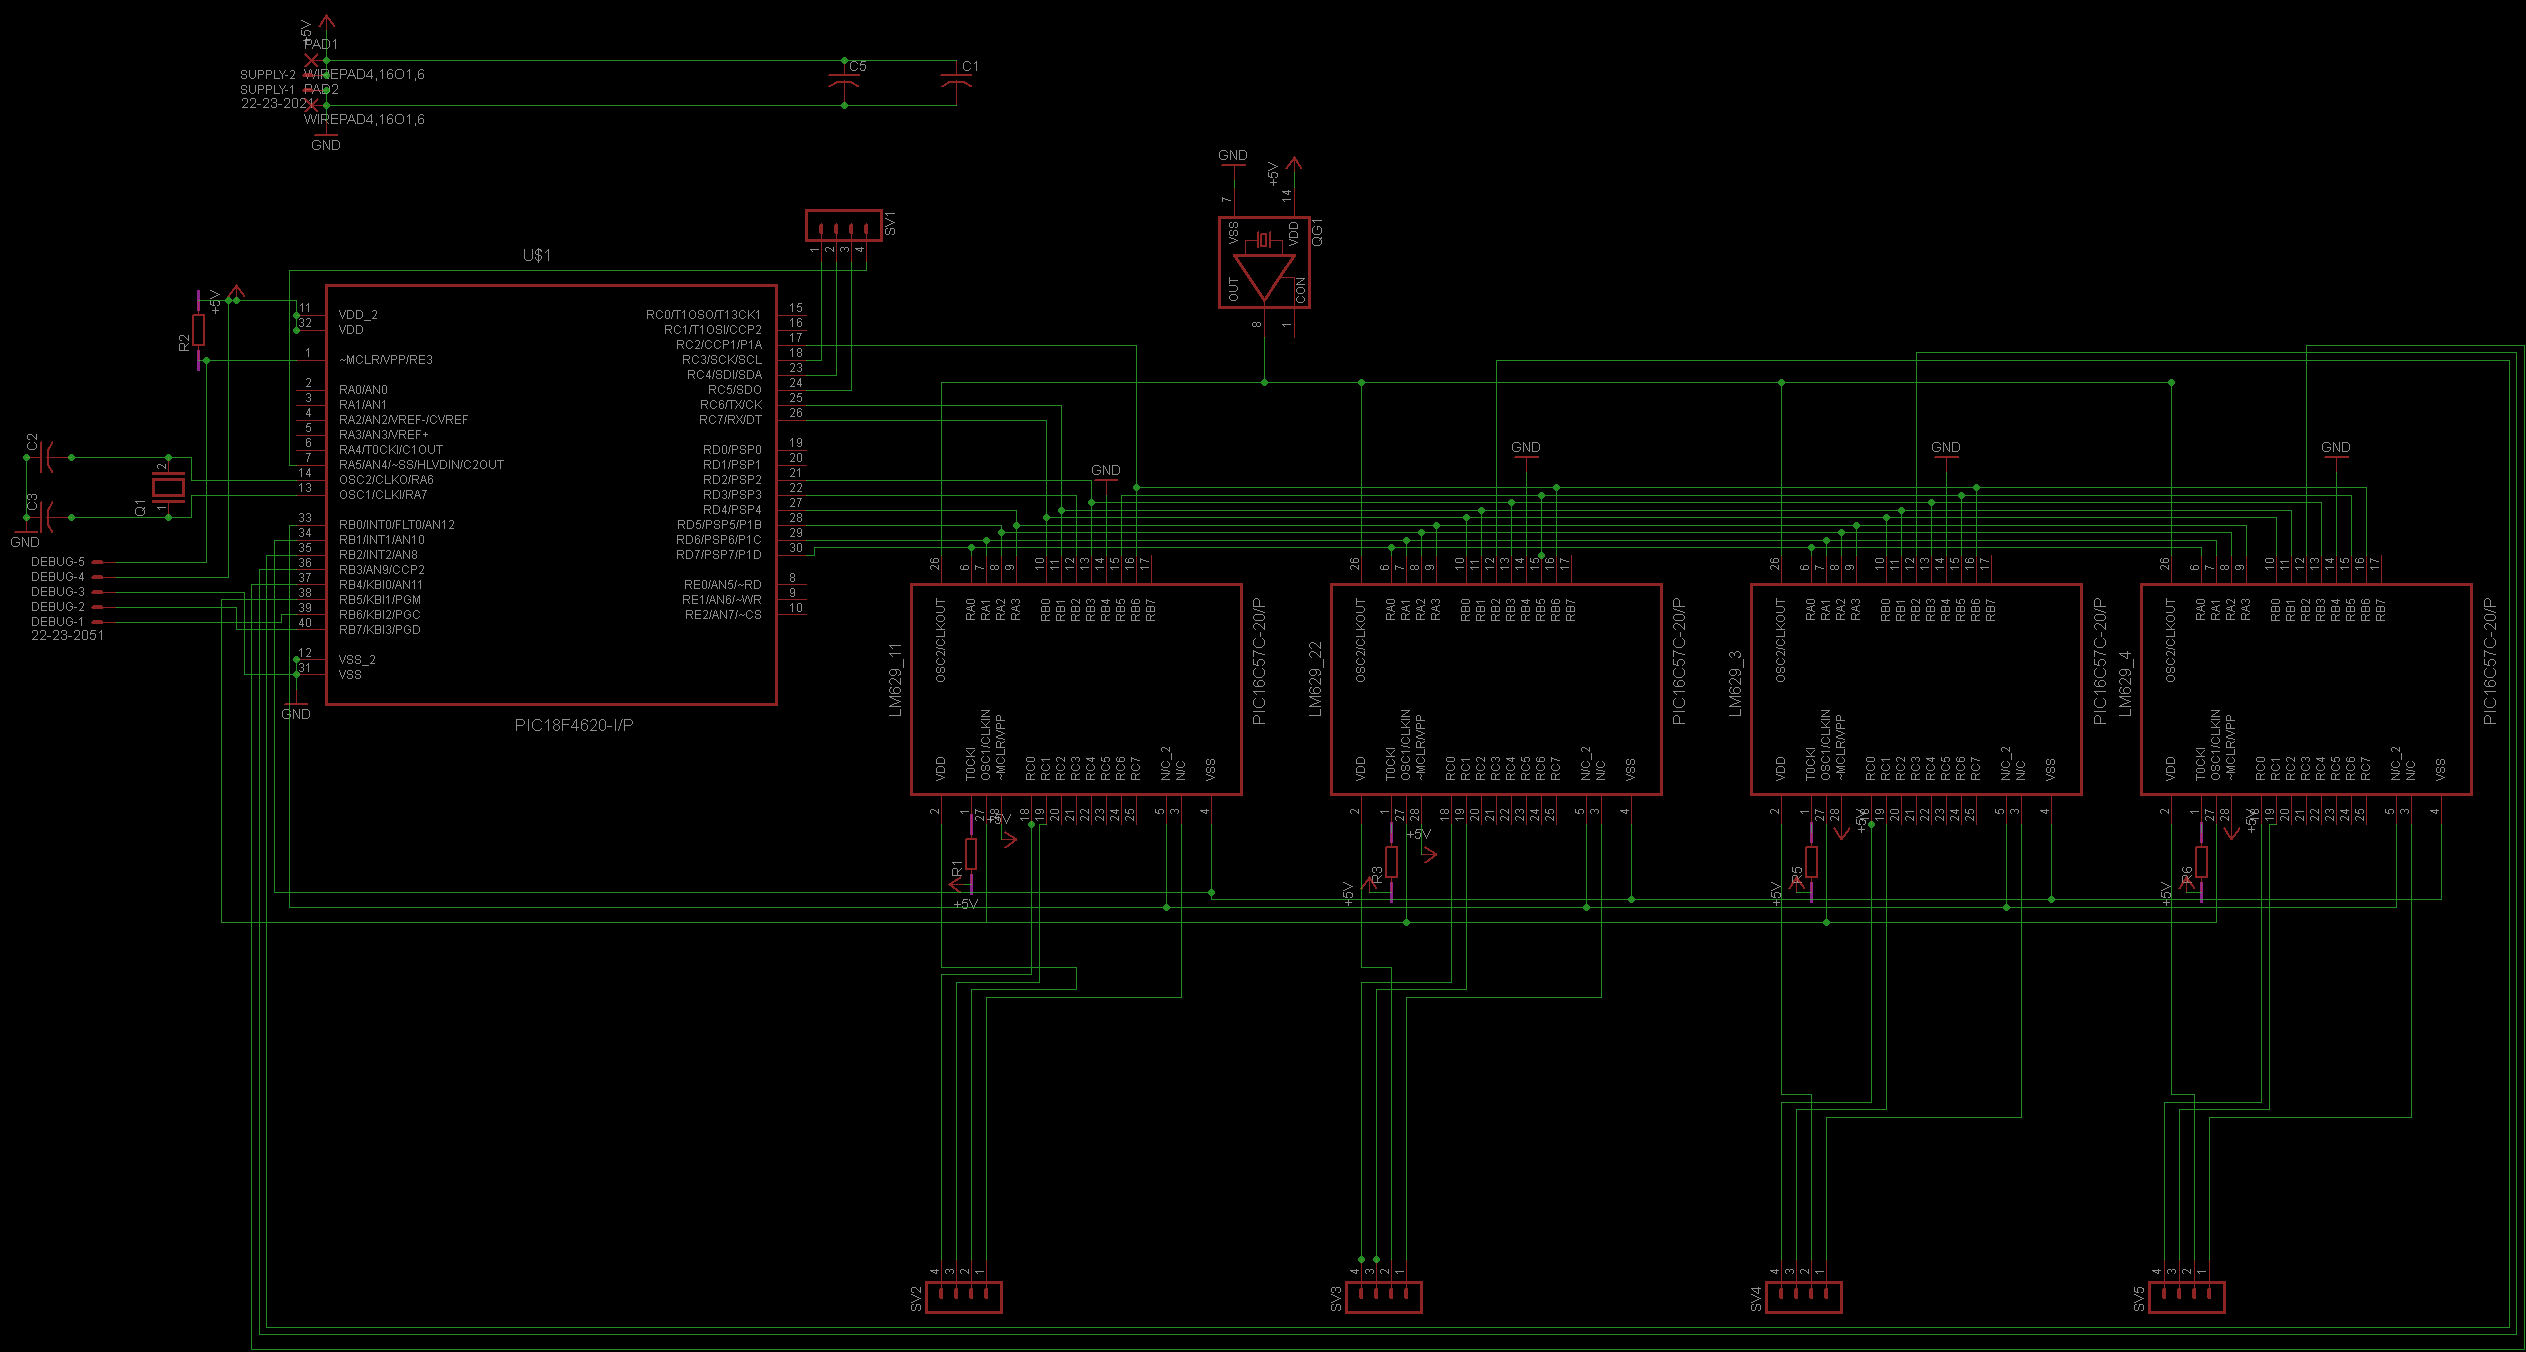 +5V
PAD1
WIREPAD4,16O1,6
SUPPLY-2
SUPPLY-1
PAD2
22-23-2021
WIREPAD4,16O1,6
GND
C5
C1
GND
+5V
7
14
VSS
VDD
QG1
OUT
CON
8
1
SV1
1
2
3
4
U$1
+5V
R2
11
VDD_2
32
VDD
1
~MCLR/VPP/RE3
2
RA0/AN0
3
RA1/AN1
4
RA2/AN2/VREF-/CVREF
5
RA3/AN3/VREF+
6
RA4/T0CKI/C1OUT
7
RA5/AN4/~SS/HLVDIN/C2OUT
14
OSC2/CLKO/RA6
13
OSC1/CLKI/RA7
33
RB0/INT0/FLT0/AN12
34
RB1/INT1/AN10
35
RB2/INT2/AN8
36
RB3/AN9/CCP2
37
RB4/KBI0/AN11
38
RB5/KBI1/PGM
39
RB6/KBI2/PGC
40
RB7/KBI3/PGD
12
VSS_2
31
VSS
GND
RC0/T1OSO/T13CK1
15
RC1/T1OSI/CCP2
16
RC2/CCP1/P1A
17
RC3/SCK/SCL
18
RC4/SDI/SDA
23
RC5/SDO
24
RC6/TX/CK
25
RC7/RX/DT
26
RD0/PSP0
19
RD1/PSP1
20
RD2/PSP2
21
RD3/PSP3
22
RD4/PSP4
27
RD5/PSP5/P1B
28
RD6/PSP6/P1C
29
RD7/PSP7/P1D
30
RE0/AN5/~RD
8
RE1/AN6/~WR
9
RE2/AN7/~CS
10
PIC18F4620-I/P
C2
C3
Q1
2
1
GND
DEBUG-5
DEBUG-4
DEBUG-3
DEBUG-2
DEBUG-1
22-23-2051
GND
26 6 7 8 9 10 11 12 13 14 15 16 17
OSC2/CLKOUT RA0 RA1 RA2 RA3 RB0 RB1 RB2 RB3 RB4 RB5 RB6 RB7
LM629_11
PIC16C57C-20/P
VDD T0CKI OSC1/CLKIN ~MCLR/VPP RC0 RC1 RC2 RC3 RC4 RC5 RC6 RC7 N/C_2 N/C VSS
2 1 27 28 18 19 20 21 22 23 24 25 5 3 4
+5V
R1
+5V
GND
26 6 7 8 9 10 11 12 13 14 15 16 17
OSC2/CLKOUT RA0 RA1 RA2 RA3 RB0 RB1 RB2 RB3 RB4 RB5 RB6 RB7
LM629_22
PIC16C57C-20/P
VDD T0CKI OSC1/CLKIN ~MCLR/VPP RC0 RC1 RC2 RC3 RC4 RC5 RC6 RC7 N/C_2 N/C VSS
2 1 27 28 18 19 20 21 22 23 24 25 5 3 4
+5V
R3
+5V
GND
26 6 7 8 9 10 11 12 13 14 15 16 17
OSC2/CLKOUT RA0 RA1 RA2 RA3 RB0 RB1 RB2 RB3 RB4 RB5 RB6 RB7
LM629_3
PIC16C57C-20/P
VDD T0CKI OSC1/CLKIN ~MCLR/VPP RC0 RC1 RC2 RC3 RC4 RC5 RC6 RC7 N/C_2 N/C VSS
2 1 27 28 18 19 20 21 22 23 24 25 5 3 4
+5V
R5
+5V
GND
26 6 7 8 9 10 11 12 13 14 15 16 17
OSC2/CLKOUT RA0 RA1 RA2 RA3 RB0 RB1 RB2 RB3 RB4 RB5 RB6 RB7
LM629_4
PIC16C57C-20/P
VDD T0CKI OSC1/CLKIN ~MCLR/VPP RC0 RC1 RC2 RC3 RC4 RC5 RC6 RC7 N/C_2 N/C VSS
2 1 27 28 18 19 20 21 22 23 24 25 5 3 4
+5V
R6
+5V
SV2
4 3 2 1
SV3
4 3 2 1
SV4
4 3 2 1
SV5
4 3 2 1